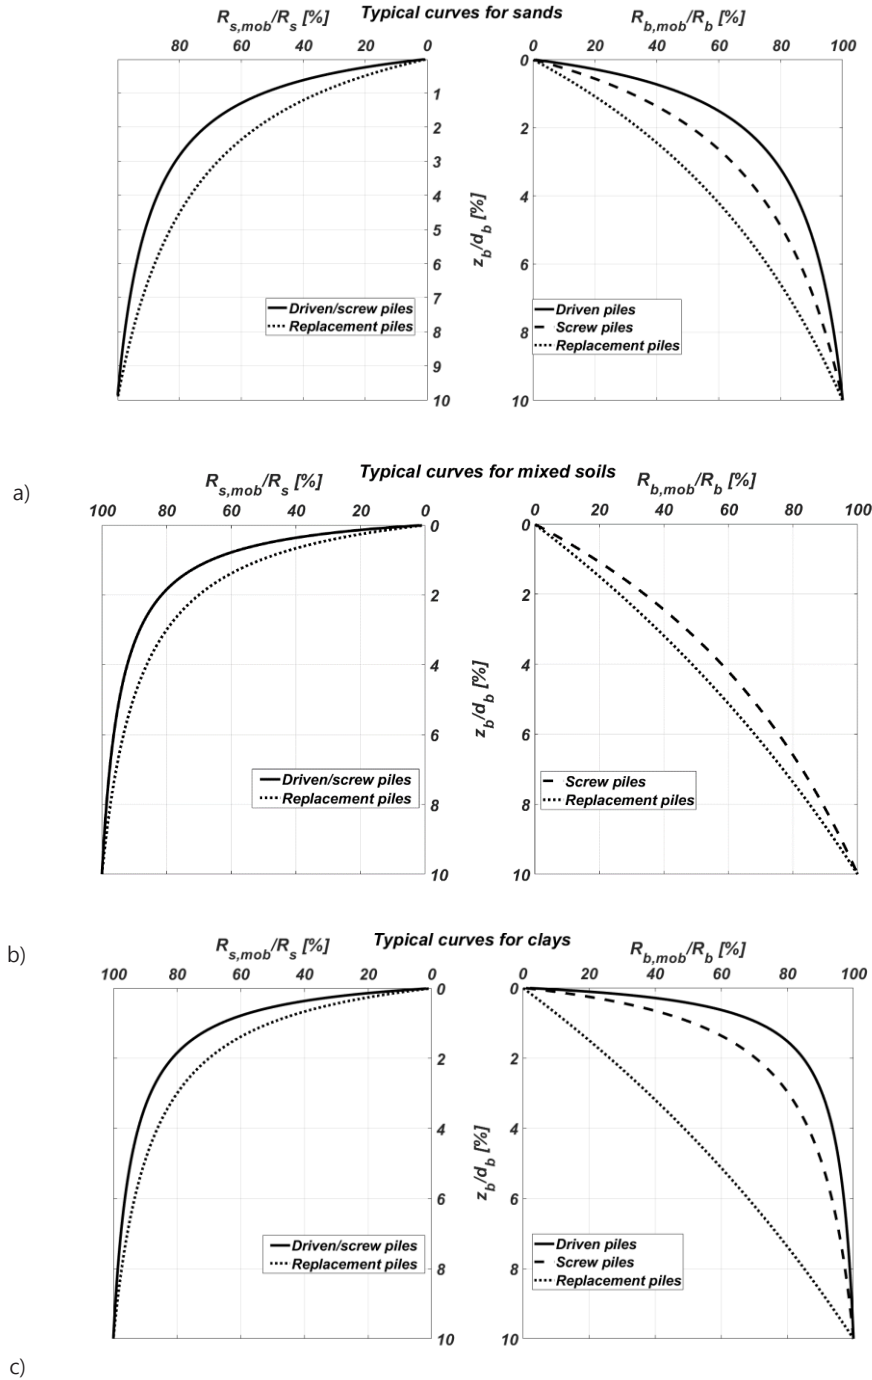 Typical curves for sands
R_s,mob/R_s [%]
R_b,mob/R_b [%]
80 60 40 20 0
0 20 40 60 80 100
1
2
3
4
5
6
7
8
9
10
z_b/d_b [%]
0
2
4
6
8
10
Driven/screw piles
Replacement piles
Driven piles
Screw piles
Replacement piles
a)
Typical curves for mixed soils
R_s,mob/R_s [%]
R_b,mob/R_b [%]
100 80 60 40 20 0
0 20 40 60 80 100
0
2
4
6
8
10
z_b/d_b [%]
0
2
4
6
8
10
Driven/screw piles
Replacement piles
Screw piles
Replacement piles
b)
Typical curves for clays
R_s,mob/R_s [%]
R_b,mob/R_b [%]
100 80 60 40 20 0
0 20 40 60 80 100
0
2
4
6
8
10
z_b/d_b [%]
0
2
4
6
8
10
Driven/screw piles
Replacement piles
Driven piles
Screw piles
Replacement piles
c)